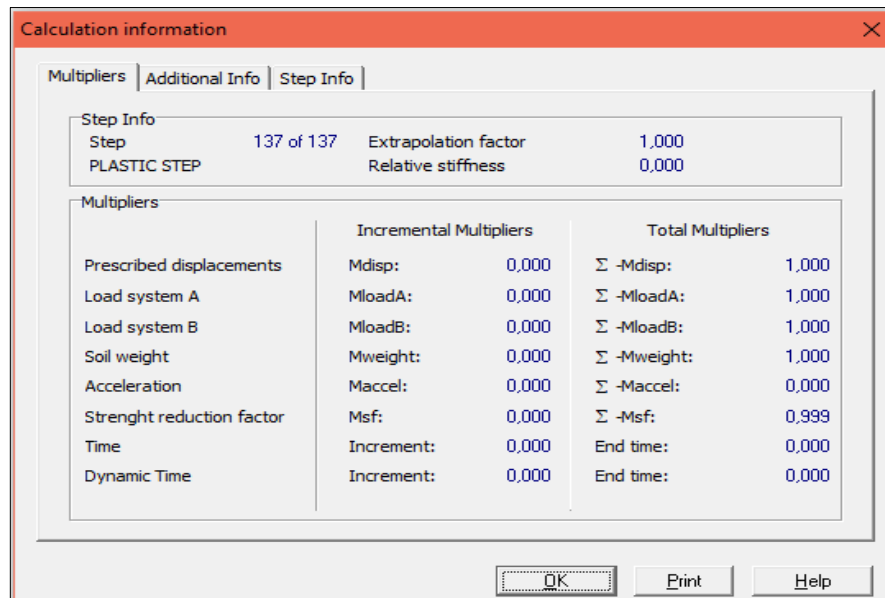 Calculation information
Multipliers Additional Info Step Info
Step Info
Step 137 of 137 Extrapolation factor 1,000
PLASTIC STEP Relative stiffness 0,000
Multipliers
Incremental Multipliers Total Multipliers
Prescribed displacements Mdisp: 0,000 Σ -Mdisp: 1,000
Load system A MloadA: 0,000 Σ -MloadA: 1,000
Load system B MloadB: 0,000 Σ -MloadB: 1,000
Soil weight Mweight: 0,000 Σ -Mweight: 1,000
Acceleration Maccel: 0,000 Σ -Maccel: 0,000
Strenght reduction factor Msf: 0,000 Σ -Msf: 0,999
Time Increment: 0,000 End time: 0,000
Dynamic Time Increment: 0,000 End time: 0,000
OK Print Help